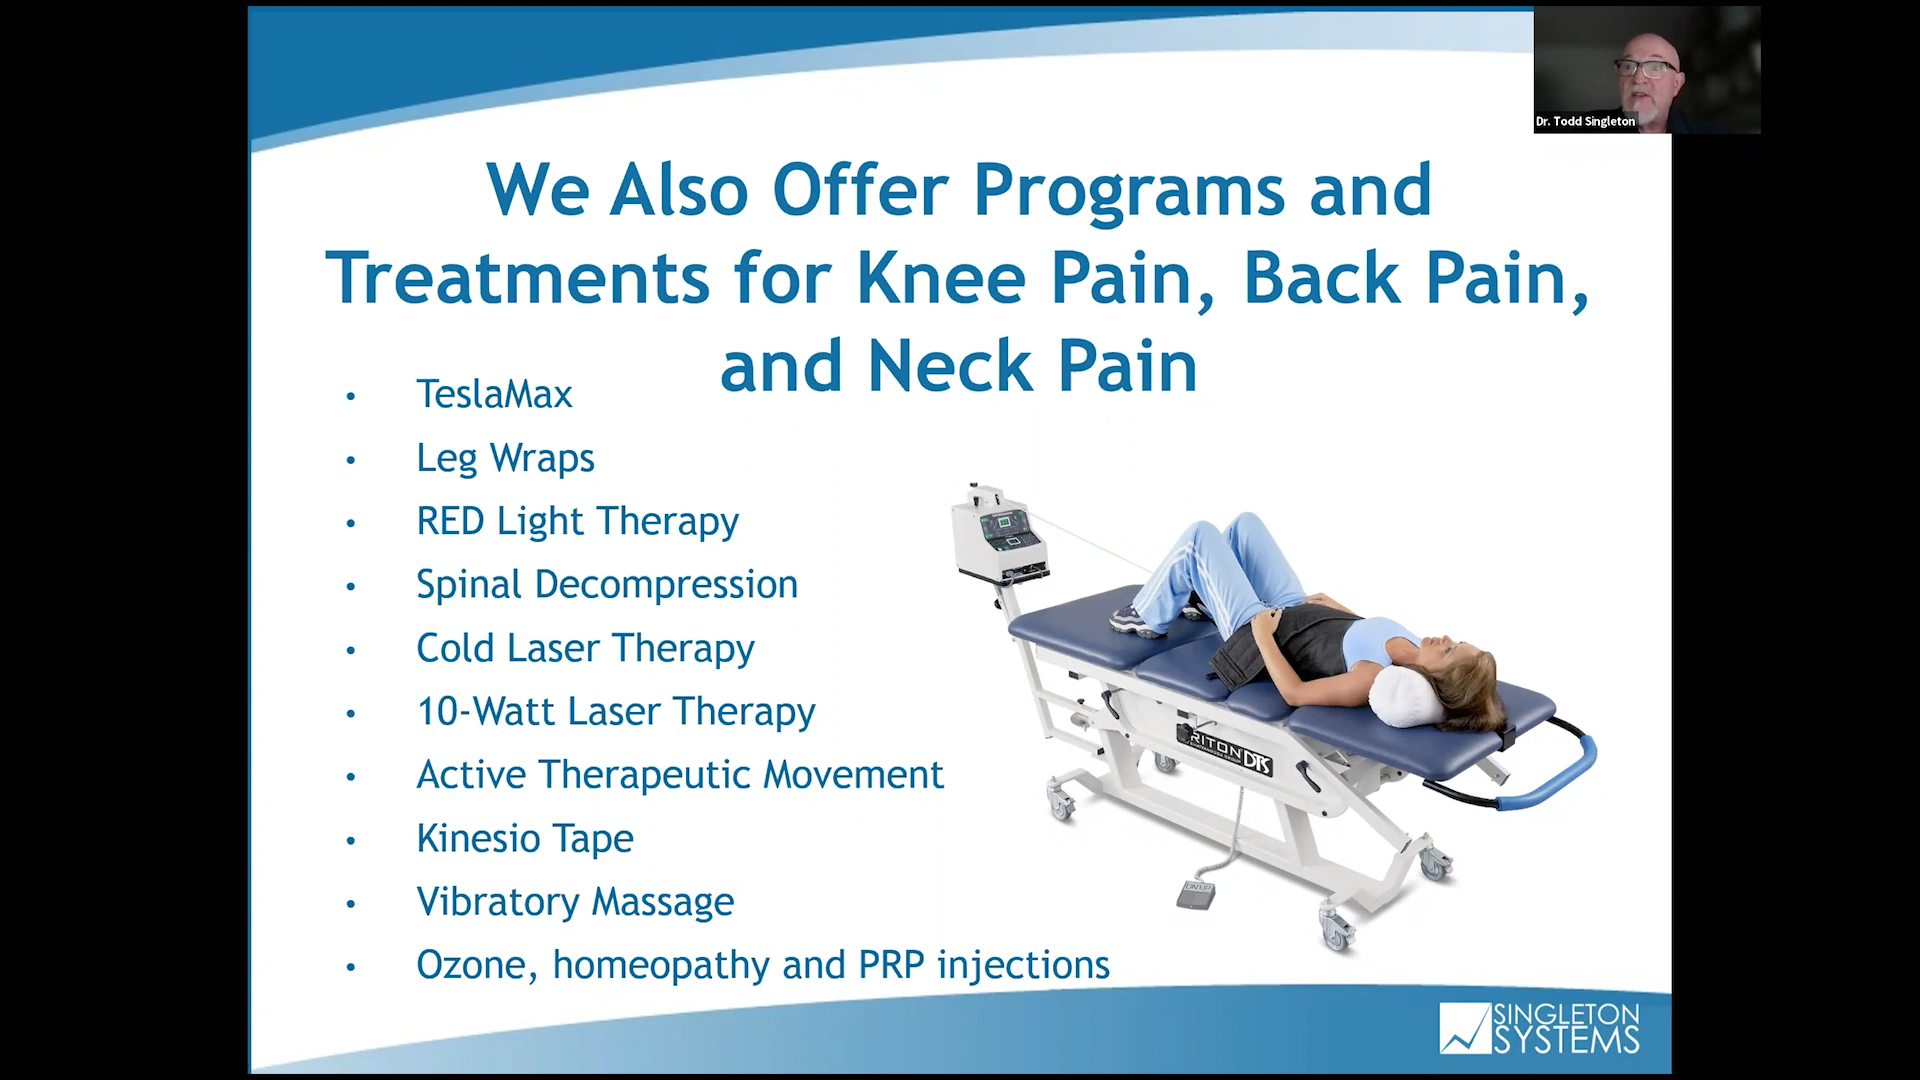 Dr. Todd Singleton
We Also Offer Programs and
Treatments for Knee Pain, Back Pain,
and Neck Pain
• TeslaMax
• Leg Wraps
• RED Light Therapy
• Spinal Decompression
• Cold Laser Therapy
• 10-Watt Laser Therapy
• Active Therapeutic Movement
• Kinesio Tape
• Vibratory Massage
• Ozone, homeopathy and PRP injections
RITON DTS
SINGLETON
SYSTEMS